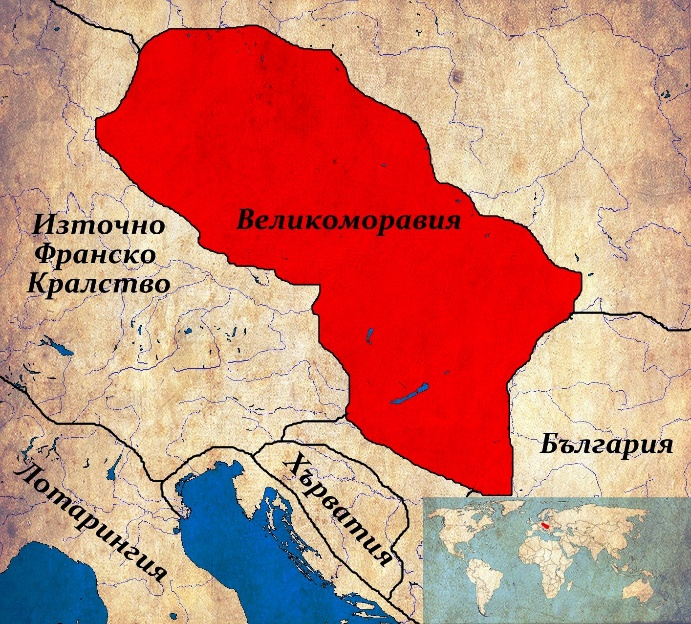 Великоморавия
Източно
Франско
Кралство
България
Хърватия
Лотарингия